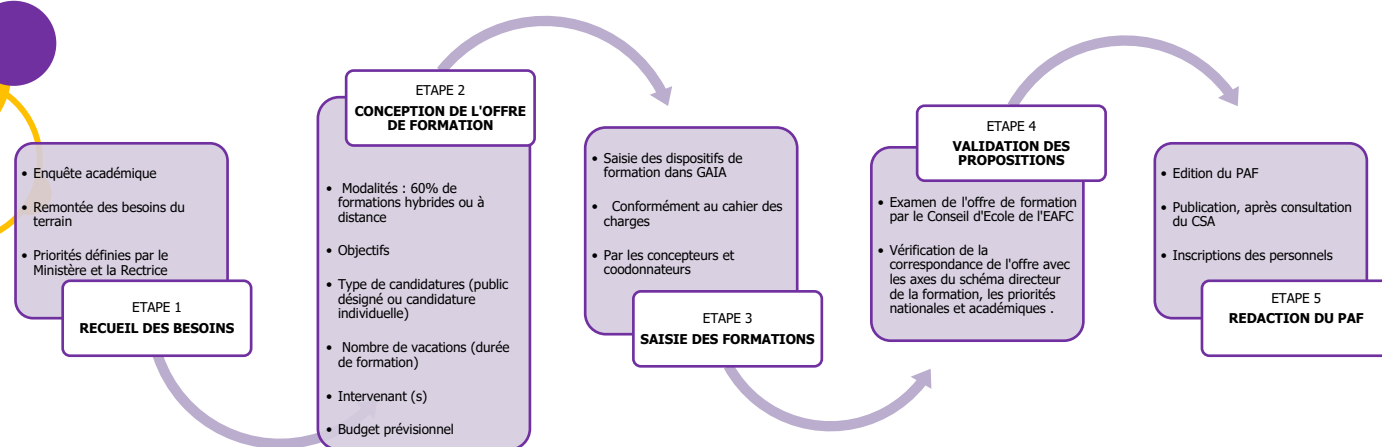 • Enquête académique
• Remontée des besoins du
terrain
• Priorités définies par le
Ministère et la Rectrice
ETAPE 1
RECUEIL DES BESOINS
ETAPE 2
CONCEPTION DE L'OFFRE
DE FORMATION
• Modalités : 60% de
formations hybrides ou à
distance
• Objectifs
• Type de candidatures (public
désigné ou candidature
individuelle)
• Nombre de vacations (durée
de formation)
• Intervenant (s)
• Budget prévisionnel
• Saisie des dispositifs de
formation dans GAIA
• Conformément au cahier des
charges
• Par les concepteurs et
coodonnateurs
ETAPE 3
SAISIE DES FORMATIONS
ETAPE 4
VALIDATION DES
PROPOSITIONS
• Examen de l'offre de formation
par le Conseil d'Ecole de l'EAFC
• Vérification de la
correspondance de l'offre avec
les axes du schéma directeur
de la formation, les priorités
nationales et académiques .
• Edition du PAF
• Publication, après consultation
du CSA
• Inscriptions des personnels
ETAPE 5
REDACTION DU PAF